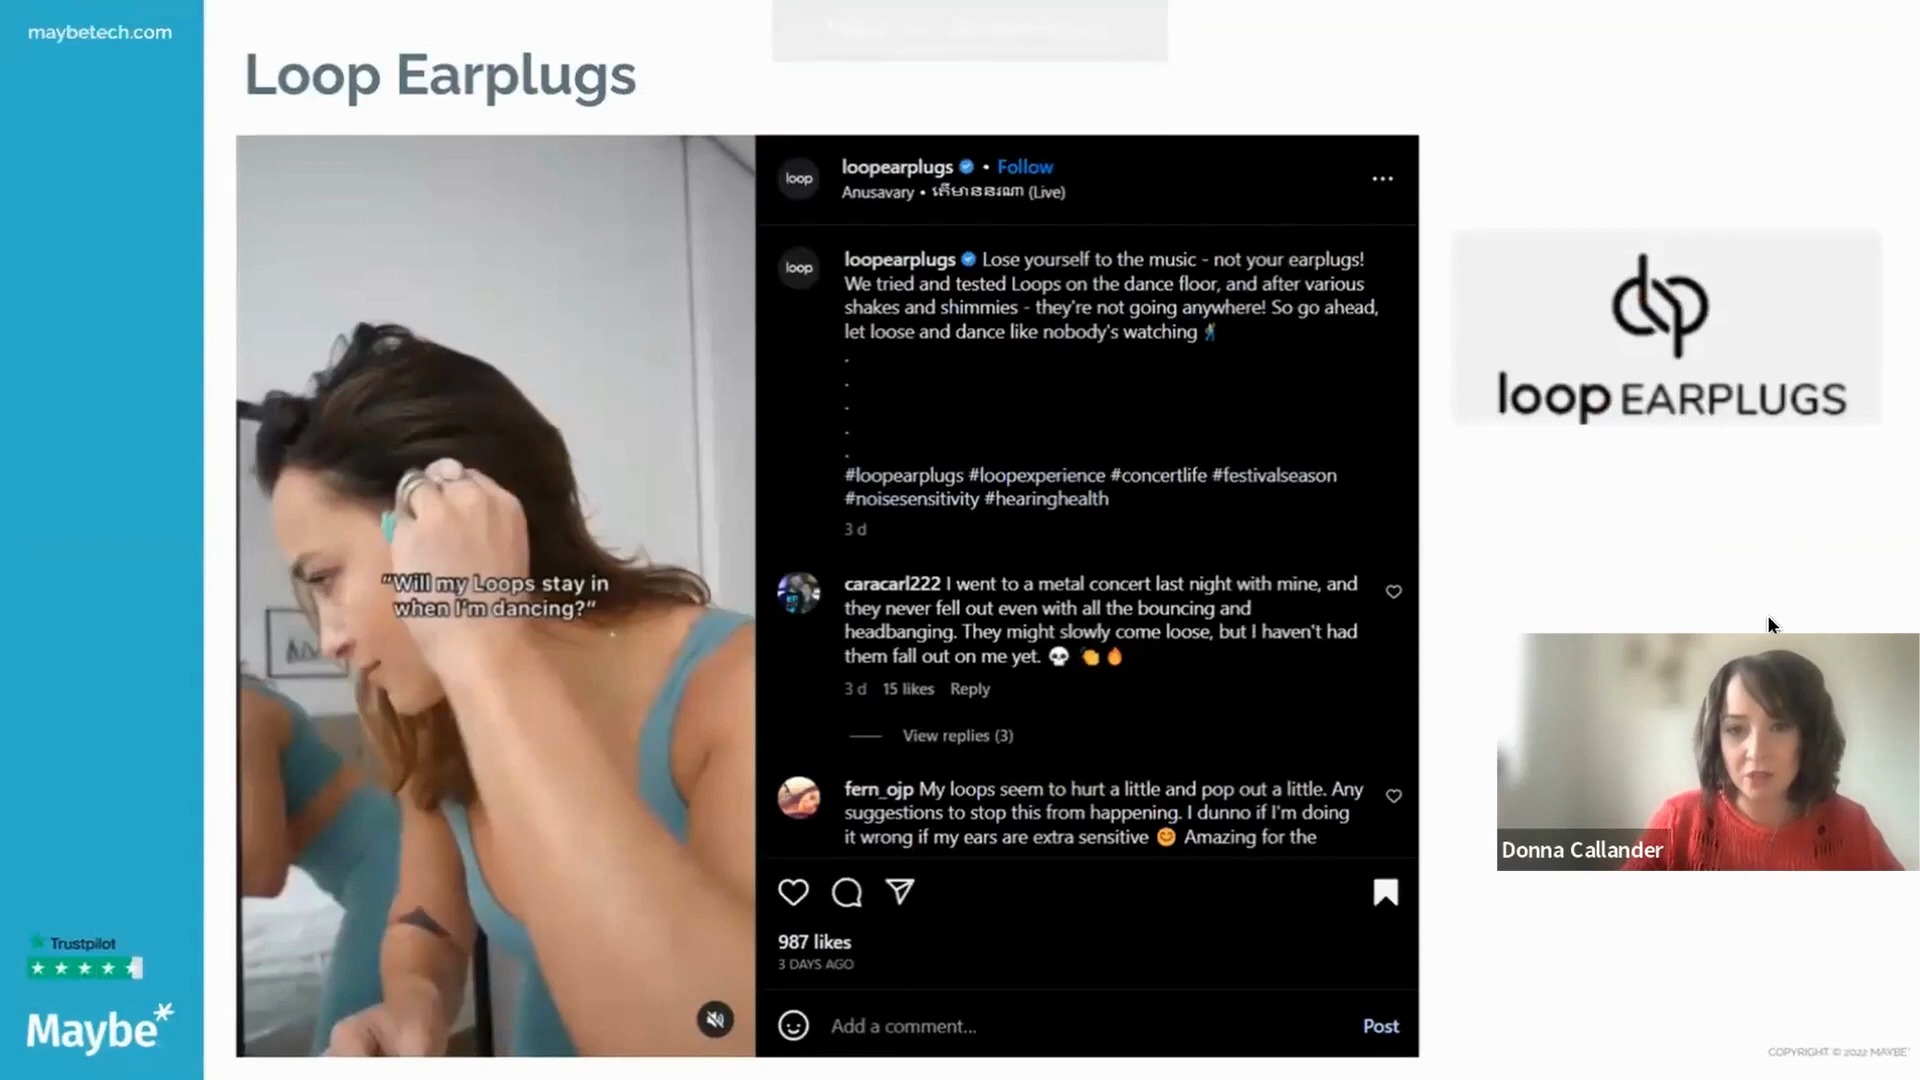 maybetech.com
Loop Earplugs
loop
loopearplugs • Follow
Anusavary • តើមាននរណា (Live)
loop
loopearplugs Lose yourself to the music - not your earplugs!
We tried and tested Loops on the dance floor, and after various
shakes and shimmies - they're not going anywhere! So go ahead,
let loose and dance like nobody's watching 🕺
.
.
.
.
.
#loopearplugs #loopexperience #concertlife #festivalseason
#noisesensitivity #hearinghealth
3 d
caracarl222 I went to a metal concert last night with mine, and
they never fell out even with all the bouncing and
headbanging. They might slowly come loose, but I haven't had
them fall out on me yet. 💀 👏🔥
3 d 15 likes Reply
View replies (3)
fern_ojp My loops seem to hurt a little and pop out a little. Any
suggestions to stop this from happening. I dunno if I'm doing
it wrong if my ears are extra sensitive 😊 Amazing for the
987 likes
3 DAYS AGO
Add a comment...
Post
"Will my Loops stay in
when I'm dancing?"
loop EARPLUGS
Donna Callander
Trustpilot
Maybe*
COPYRIGHT © 2022 MAYBE*